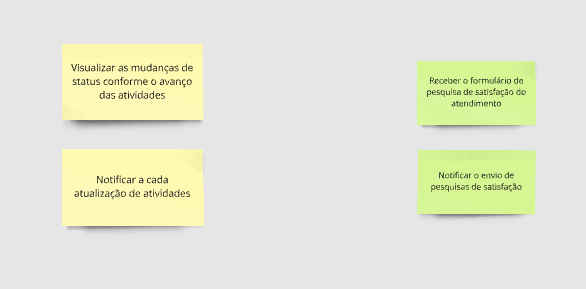 Visualizar as mudanças de
status conforme o avanço
das atividades
Notificar a cada
atualização de atividades
Receber o formulário de
pesquisa de satisfação do
atendimento
Notificar o envio de
pesquisas de satisfação